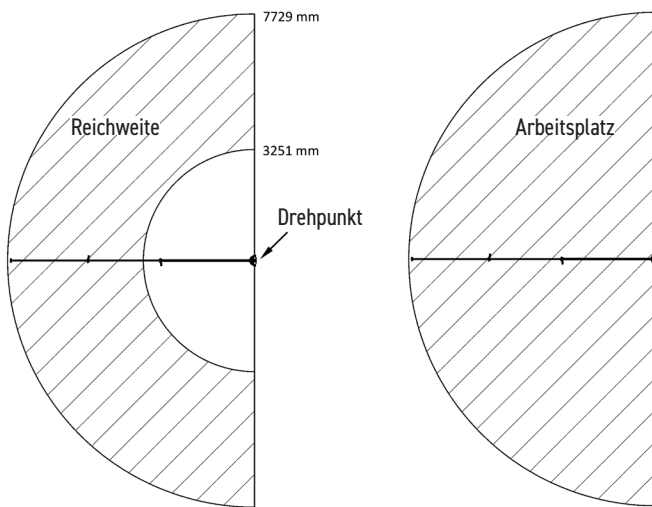 7729 mm
Reichweite
Arbeitsplatz
3251 mm
Drehpunkt